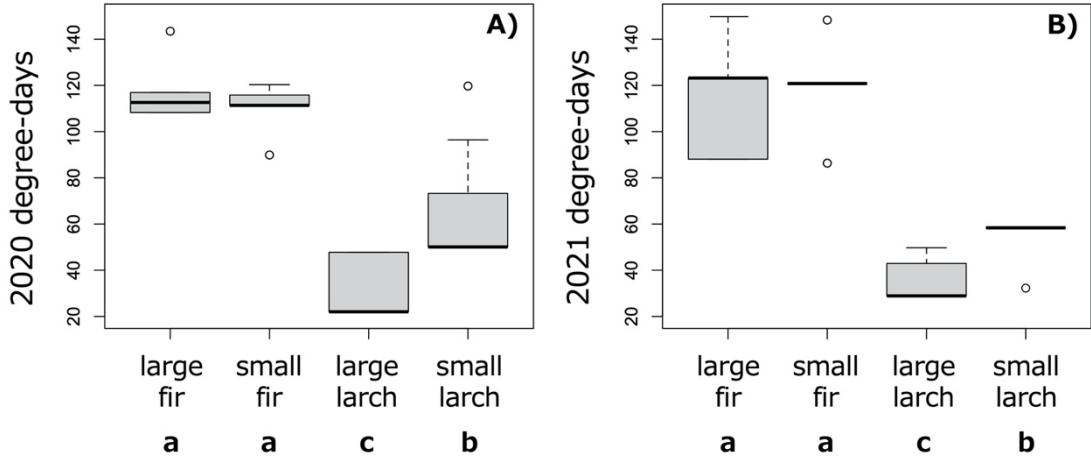 A)
2020 degree-days
140
120
100
80
60
40
20
large fir
small fir
large larch
small larch
a
a
c
b
B)
2021 degree-days
140
120
100
80
60
40
20
large fir
small fir
large larch
small larch
a
a
c
b